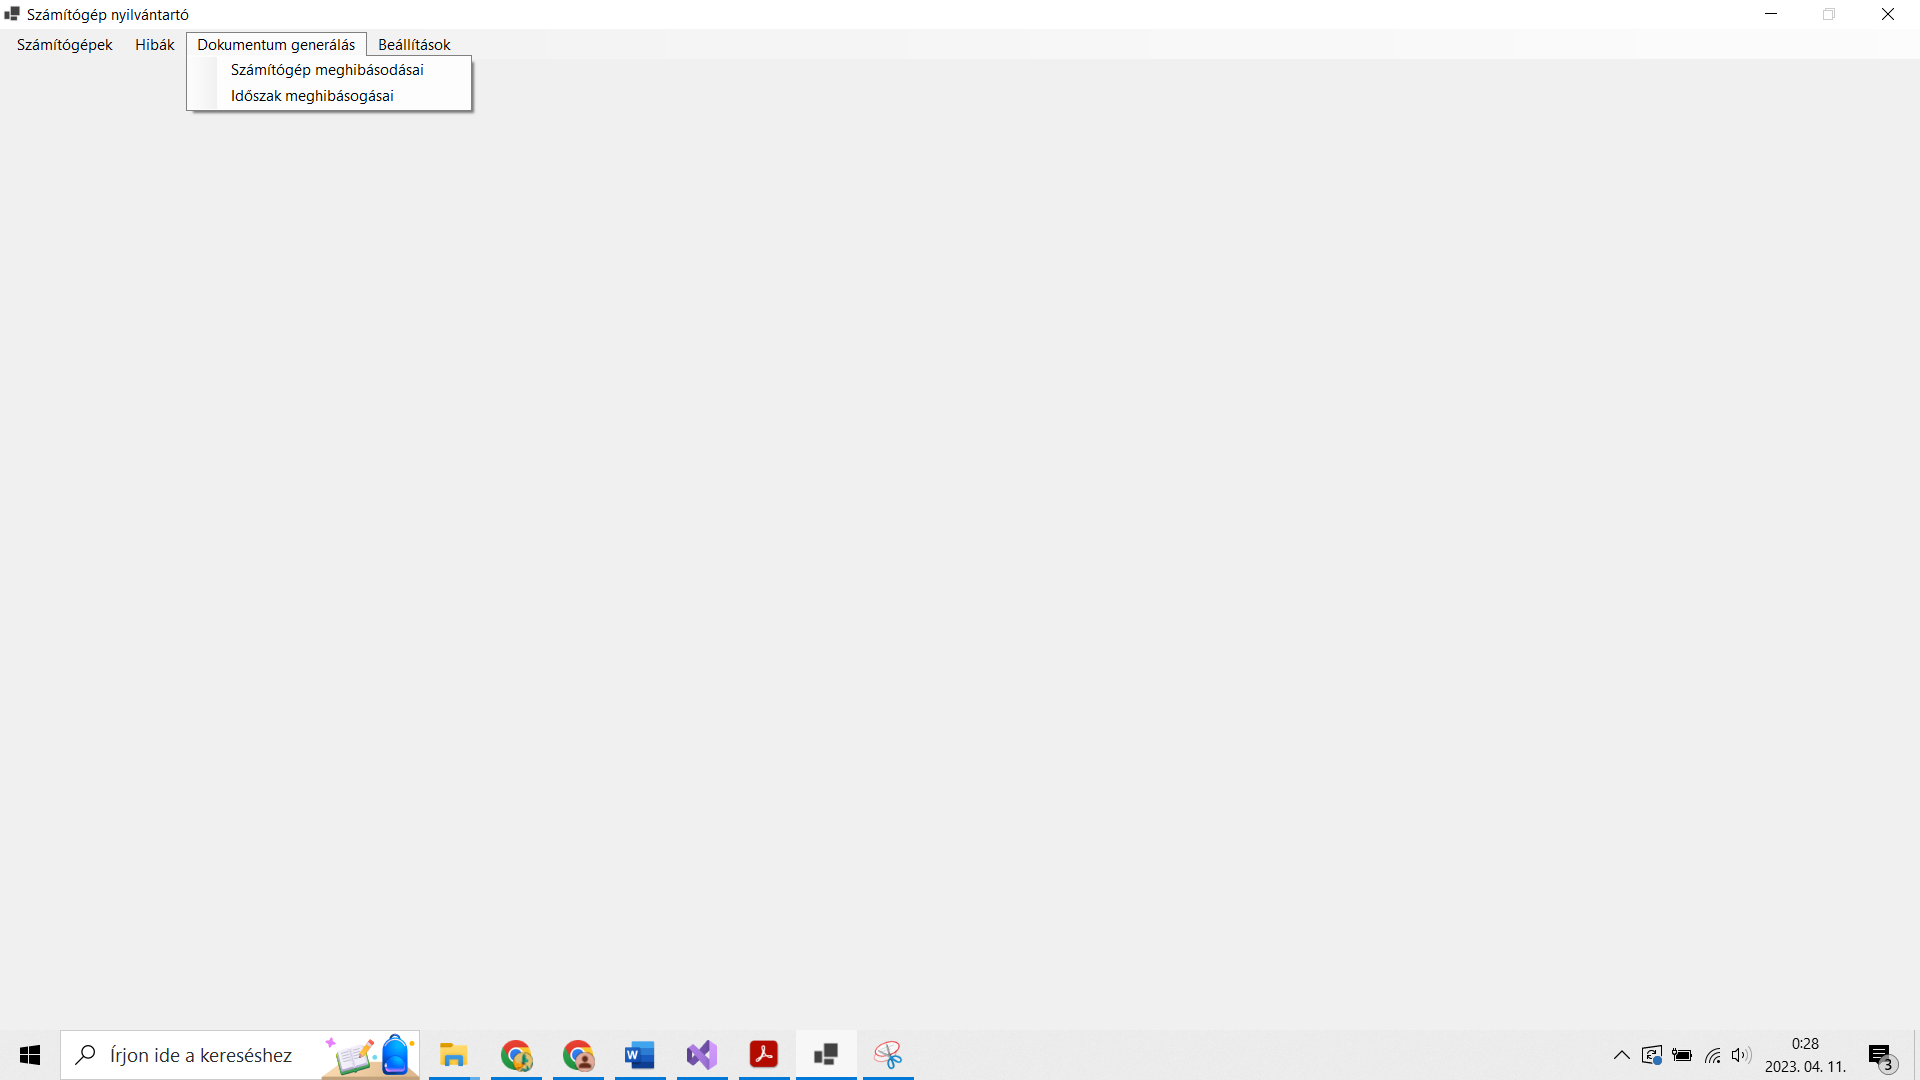 Számítógép nyilvántartó
Számítógépek Hibák Dokumentum generálás Beállítások
Számítógép meghibásodásai
Időszak meghibásogásai
Írjon ide a kereséshez
W
0:28
2023. 04. 11.
3